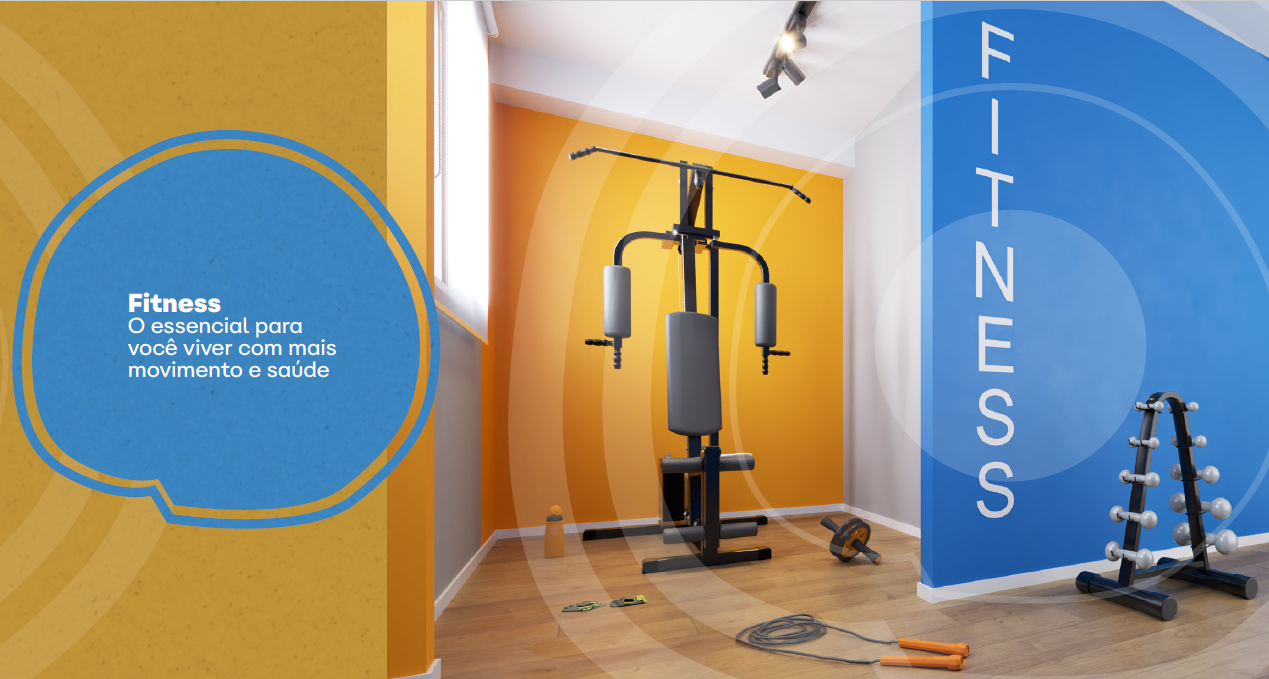 Fitness
O essencial para
você viver com mais
movimento e saúde
FITNESS